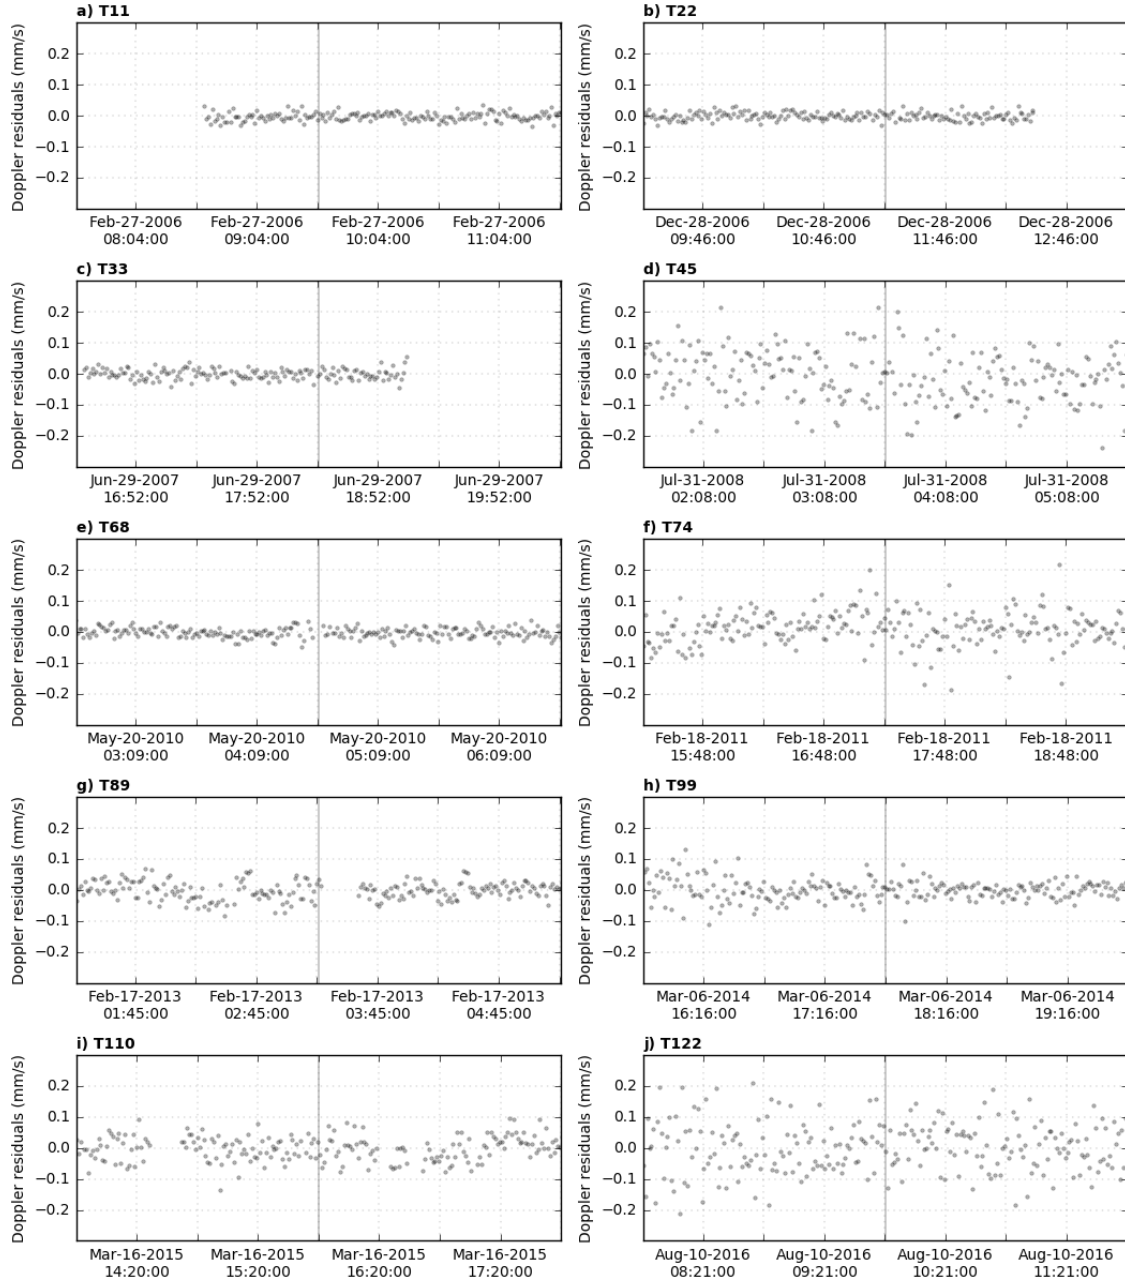 a) T11
Doppler residuals (mm/s)
0.2
0.1
0.0
−0.1
−0.2
Feb-27-2006 Feb-27-2006 Feb-27-2006 Feb-27-2006
08:04:00 09:04:00 10:04:00 11:04:00
b) T22
Doppler residuals (mm/s)
0.2
0.1
0.0
−0.1
−0.2
Dec-28-2006 Dec-28-2006 Dec-28-2006 Dec-28-2006
09:46:00 10:46:00 11:46:00 12:46:00
c) T33
Doppler residuals (mm/s)
0.2
0.1
0.0
−0.1
−0.2
Jun-29-2007 Jun-29-2007 Jun-29-2007 Jun-29-2007
16:52:00 17:52:00 18:52:00 19:52:00
d) T45
Doppler residuals (mm/s)
0.2
0.1
0.0
−0.1
−0.2
Jul-31-2008 Jul-31-2008 Jul-31-2008 Jul-31-2008
02:08:00 03:08:00 04:08:00 05:08:00
e) T68
Doppler residuals (mm/s)
0.2
0.1
0.0
−0.1
−0.2
May-20-2010 May-20-2010 May-20-2010 May-20-2010
03:09:00 04:09:00 05:09:00 06:09:00
f) T74
Doppler residuals (mm/s)
0.2
0.1
0.0
−0.1
−0.2
Feb-18-2011 Feb-18-2011 Feb-18-2011 Feb-18-2011
15:48:00 16:48:00 17:48:00 18:48:00
g) T89
Doppler residuals (mm/s)
0.2
0.1
0.0
−0.1
−0.2
Feb-17-2013 Feb-17-2013 Feb-17-2013 Feb-17-2013
01:45:00 02:45:00 03:45:00 04:45:00
h) T99
Doppler residuals (mm/s)
0.2
0.1
0.0
−0.1
−0.2
Mar-06-2014 Mar-06-2014 Mar-06-2014 Mar-06-2014
16:16:00 17:16:00 18:16:00 19:16:00
i) T110
Doppler residuals (mm/s)
0.2
0.1
0.0
−0.1
−0.2
Mar-16-2015 Mar-16-2015 Mar-16-2015 Mar-16-2015
14:20:00 15:20:00 16:20:00 17:20:00
j) T122
Doppler residuals (mm/s)
0.2
0.1
0.0
−0.1
−0.2
Aug-10-2016 Aug-10-2016 Aug-10-2016 Aug-10-2016
08:21:00 09:21:00 10:21:00 11:21:00